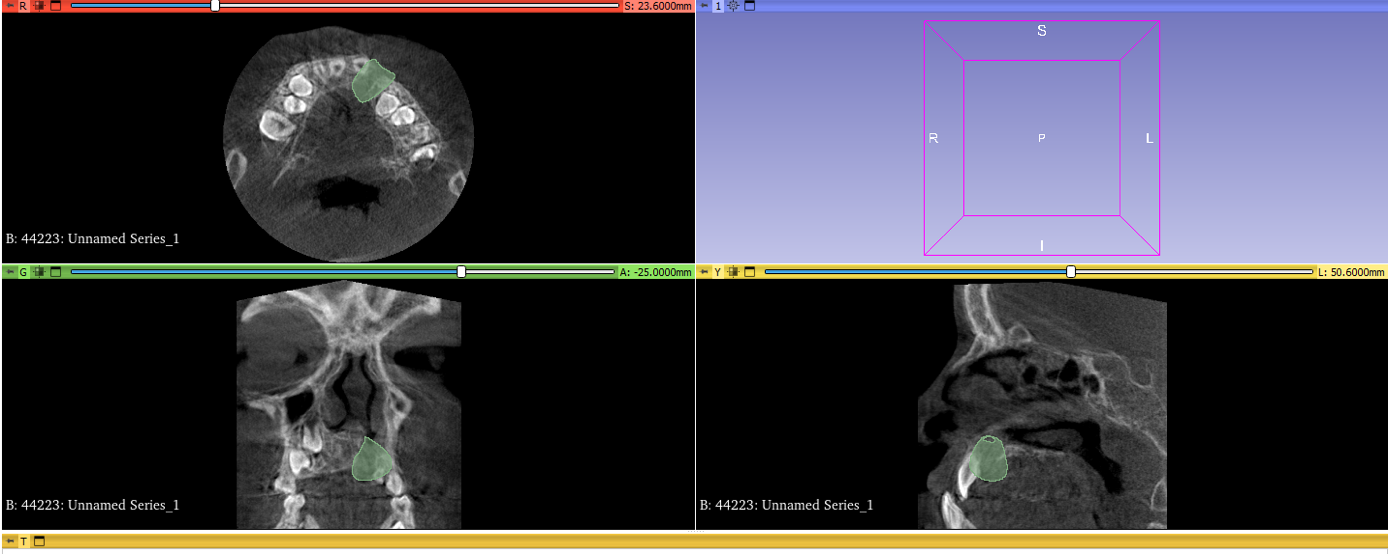 R S: 23.6000mm
1
S
R P L
I
B: 44223: Unnamed Series_1
G A: -25.0000mm
Y L: 50.6000mm
B: 44223: Unnamed Series_1
B: 44223: Unnamed Series_1
T